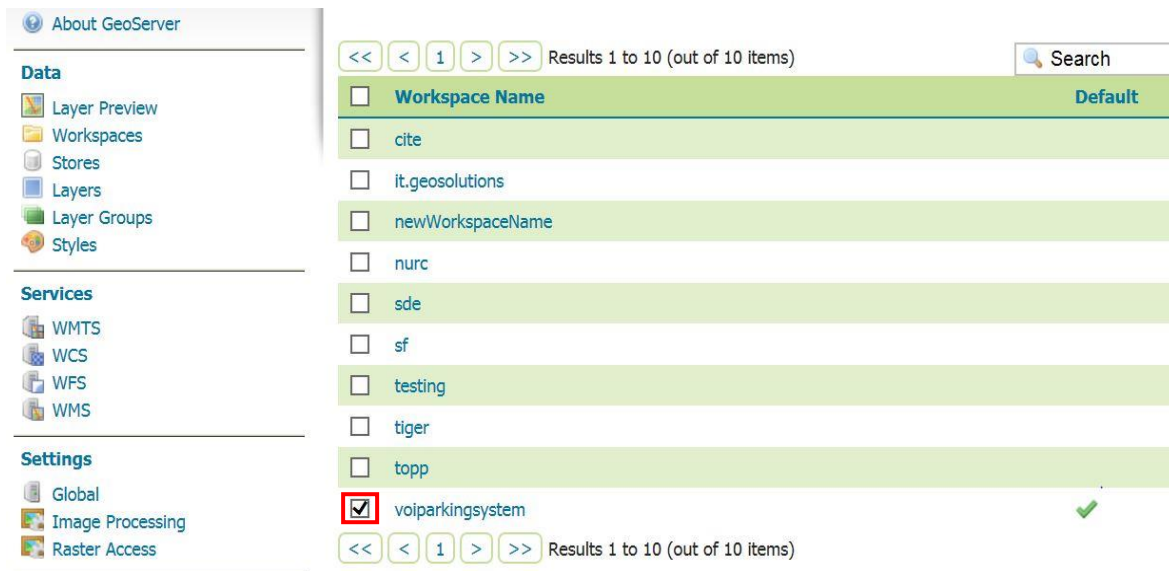 About GeoServer
Data
Layer Preview
Workspaces
Stores
Layers
Layer Groups
Styles
Services
WMTS
WCS
WFS
WMS
Settings
Global
Image Processing
Raster Access
<< < 1 > >> Results 1 to 10 (out of 10 items) Search
Workspace Name Default
cite
it.geosolutions
newWorkspaceName
nurc
sde
sf
testing
tiger
topp
voiparkingsystem
<< < 1 > >> Results 1 to 10 (out of 10 items)